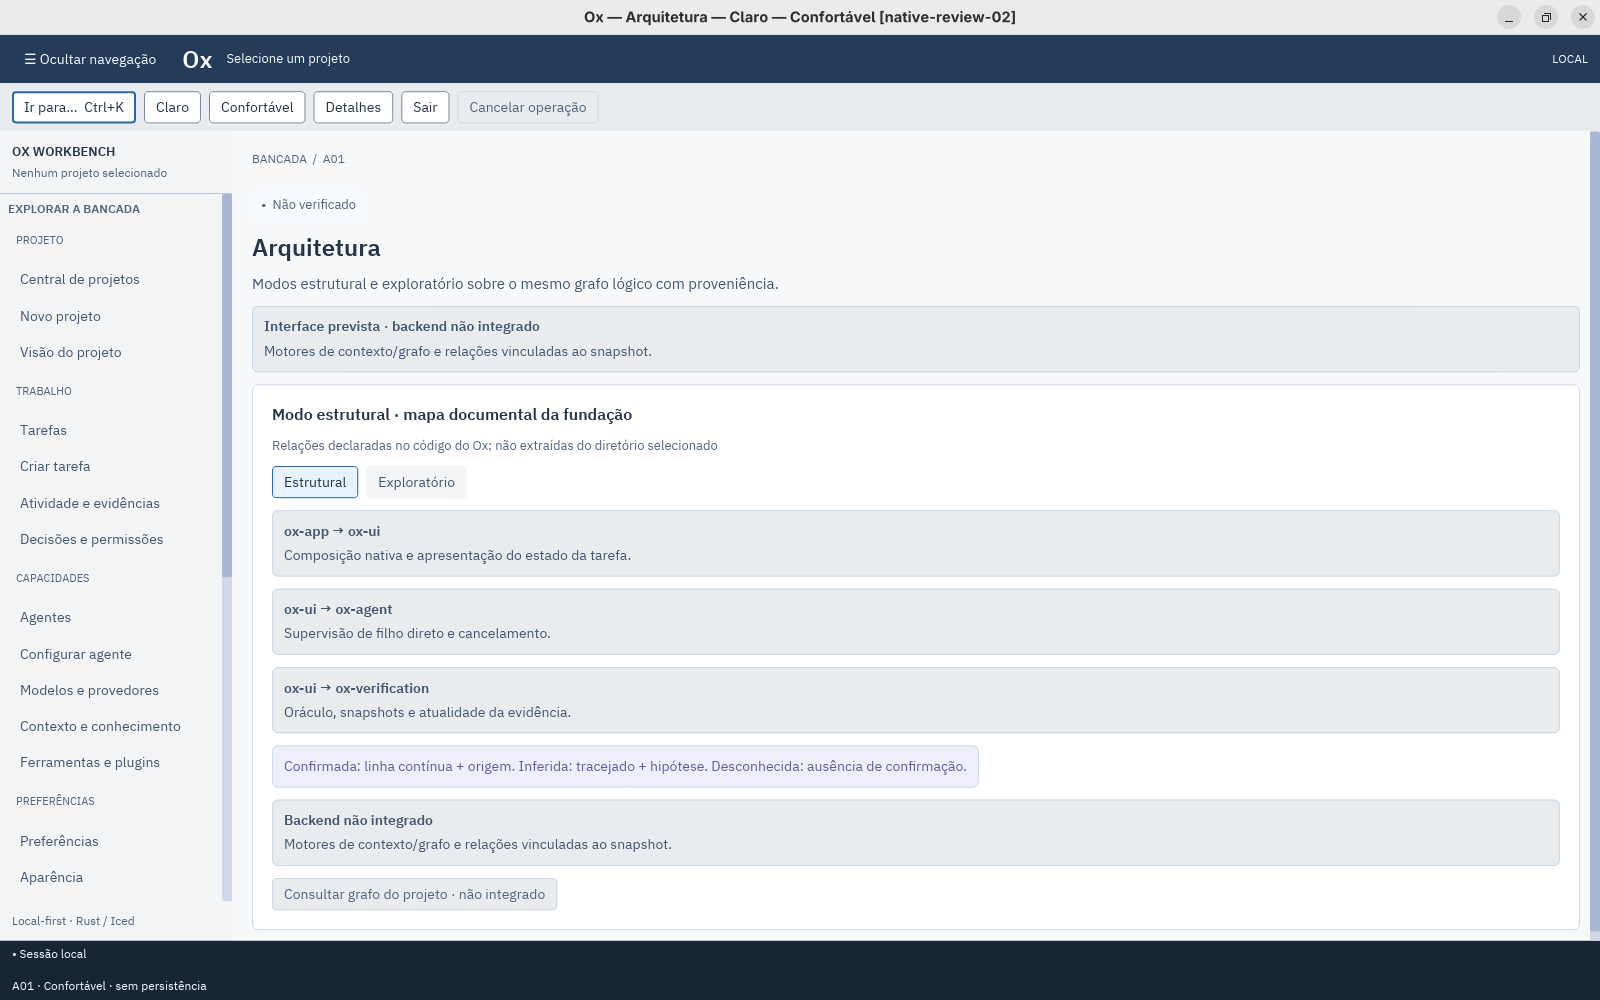 Ox — Arquitetura — Claro — Confortável [native-review-02]
☰ Ocultar navegação
Ox
Selecione um projeto
LOCAL
Ir para... Ctrl+K
Claro
Confortável
Detalhes
Sair
Cancelar operação
OX WORKBENCH
Nenhum projeto selecionado
EXPLORAR A BANCADA
PROJETO
Central de projetos
Novo projeto
Visão do projeto
TRABALHO
Tarefas
Criar tarefa
Atividade e evidências
Decisões e permissões
CAPACIDADES
Agentes
Configurar agente
Modelos e provedores
Contexto e conhecimento
Ferramentas e plugins
PREFERÊNCIAS
Preferências
Aparência
Local-first · Rust / Iced
BANCADA / A01
• Não verificado
Arquitetura
Modos estrutural e exploratório sobre o mesmo grafo lógico com proveniência.
Interface prevista · backend não integrado
Motores de contexto/grafo e relações vinculadas ao snapshot.
Modo estrutural · mapa documental da fundação
Relações declaradas no código do Ox; não extraídas do diretório selecionado
Estrutural
Exploratório
ox-app → ox-ui
Composição nativa e apresentação do estado da tarefa.
ox-ui → ox-agent
Supervisão de filho direto e cancelamento.
ox-ui → ox-verification
Oráculo, snapshots e atualidade da evidência.
Confirmada: linha contínua + origem. Inferida: tracejado + hipótese. Desconhecida: ausência de confirmação.
Backend não integrado
Motores de contexto/grafo e relações vinculadas ao snapshot.
Consultar grafo do projeto · não integrado
• Sessão local
A01 · Confortável · sem persistência